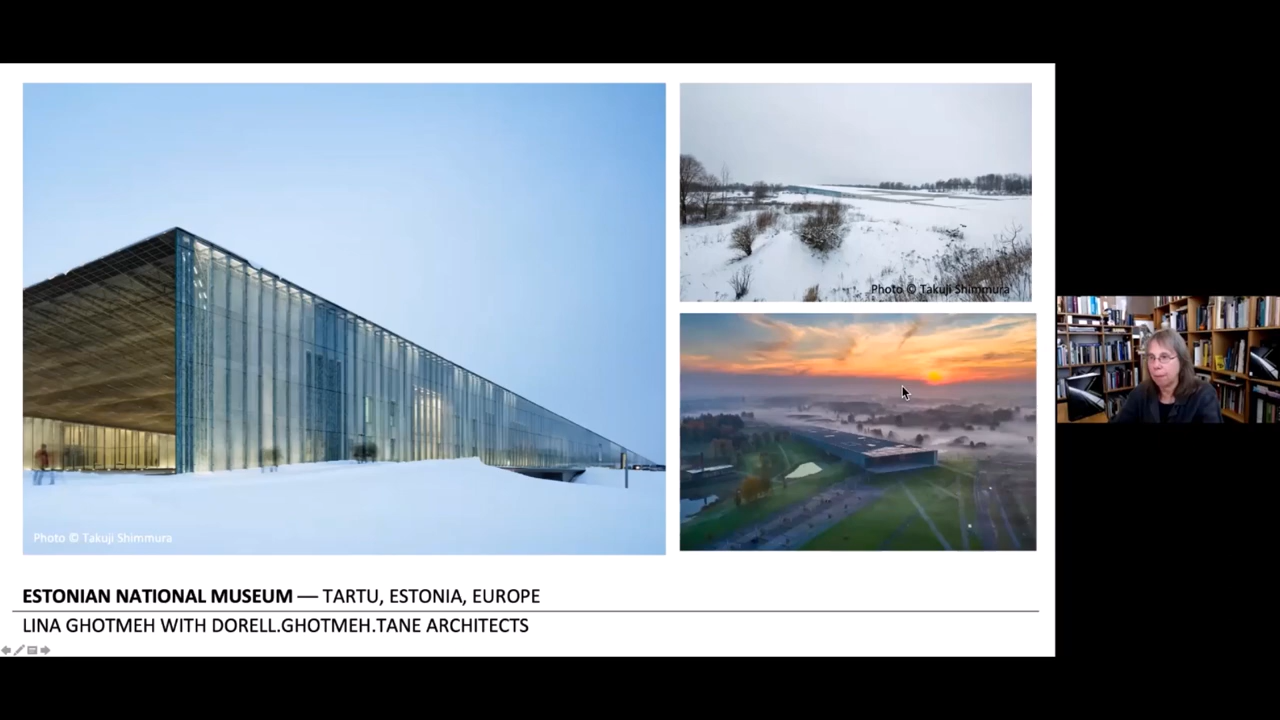 Photo © Takuji Shimmura
Photo © Takuji Shimmura
ESTONIAN NATIONAL MUSEUM — TARTU, ESTONIA, EUROPE
LINA GHOTMEH WITH DORELL.GHOTMEH.TANE ARCHITECTS